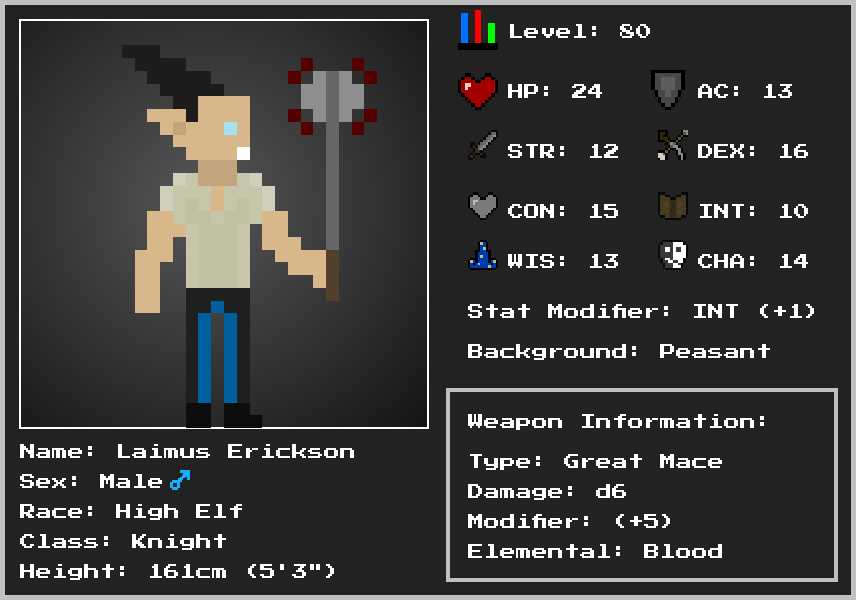 Level: 80
HP: 24
AC: 13
STR: 12
DEX: 16
CON: 15
INT: 10
WIS: 13
CHA: 14
Stat Modifier: INT (+1)
Background: Peasant
Weapon Information:
Type: Great Mace
Damage: d6
Modifier: (+5)
Elemental: Blood
Name: Laimus Erickson
Sex: Male♂
Race: High Elf
Class: Knight
Height: 161cm (5'3")